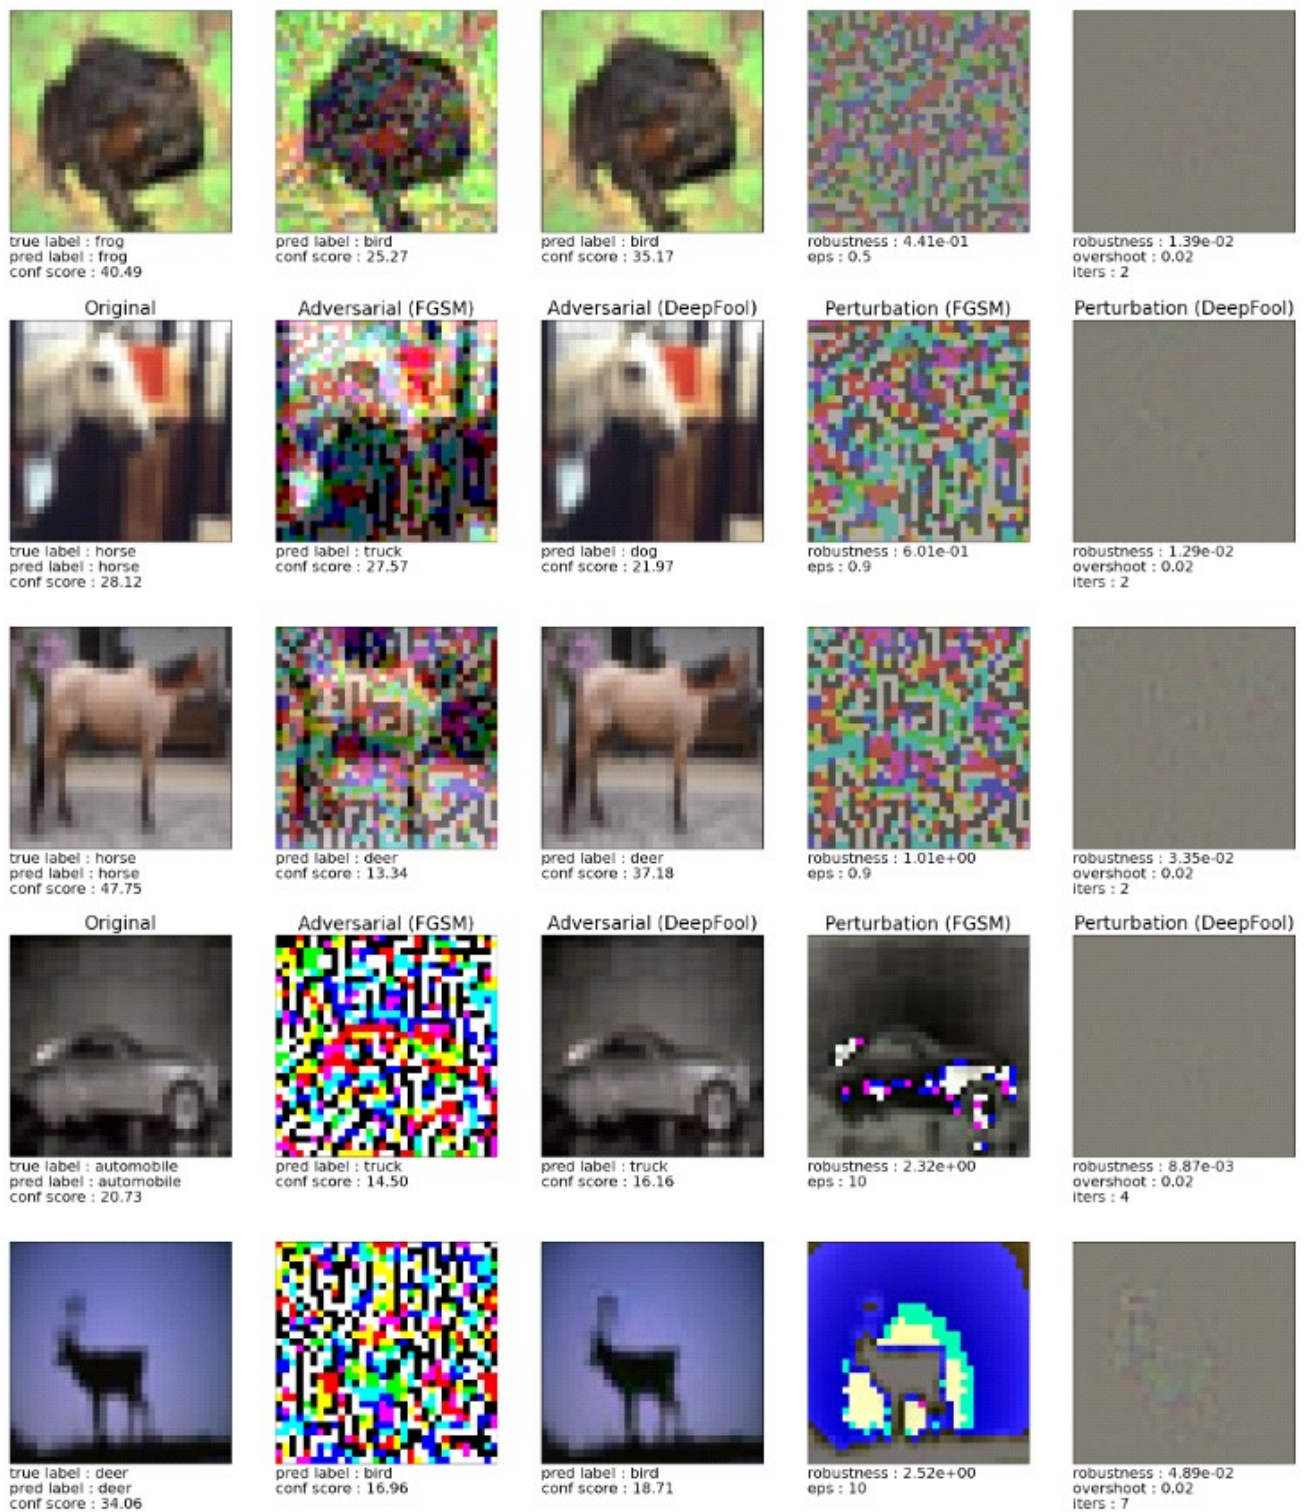 true label : frog
pred label : frog
conf score : 40.49
pred label : bird
conf score : 25.27
pred label : bird
conf score : 35.17
robustness : 4.41e-01
eps : 0.5
robustness : 1.39e-02
overshoot : 0.02
iters : 2
Original
Adversarial (FGSM)
Adversarial (DeepFool)
Perturbation (FGSM)
Perturbation (DeepFool)
true label : horse
pred label : horse
conf score : 28.12
pred label : truck
conf score : 27.57
pred label : dog
conf score : 21.97
robustness : 6.01e-01
eps : 0.9
robustness : 1.29e-02
overshoot : 0.02
iters : 2
true label : horse
pred label : horse
conf score : 47.75
pred label : deer
conf score : 13.34
pred label : deer
conf score : 37.18
robustness : 1.01e+00
eps : 0.9
robustness : 3.35e-02
overshoot : 0.02
iters : 2
Original
Adversarial (FGSM)
Adversarial (DeepFool)
Perturbation (FGSM)
Perturbation (DeepFool)
true label : automobile
pred label : automobile
conf score : 20.73
pred label : truck
conf score : 14.50
pred label : truck
conf score : 16.16
robustness : 2.32e+00
eps : 10
robustness : 8.87e-03
overshoot : 0.02
iters : 4
true label : deer
pred label : deer
conf score : 34.06
pred label : bird
conf score : 16.96
pred label : bird
conf score : 18.71
robustness : 2.52e+00
eps : 10
robustness : 4.89e-02
overshoot : 0.02
iters : 7